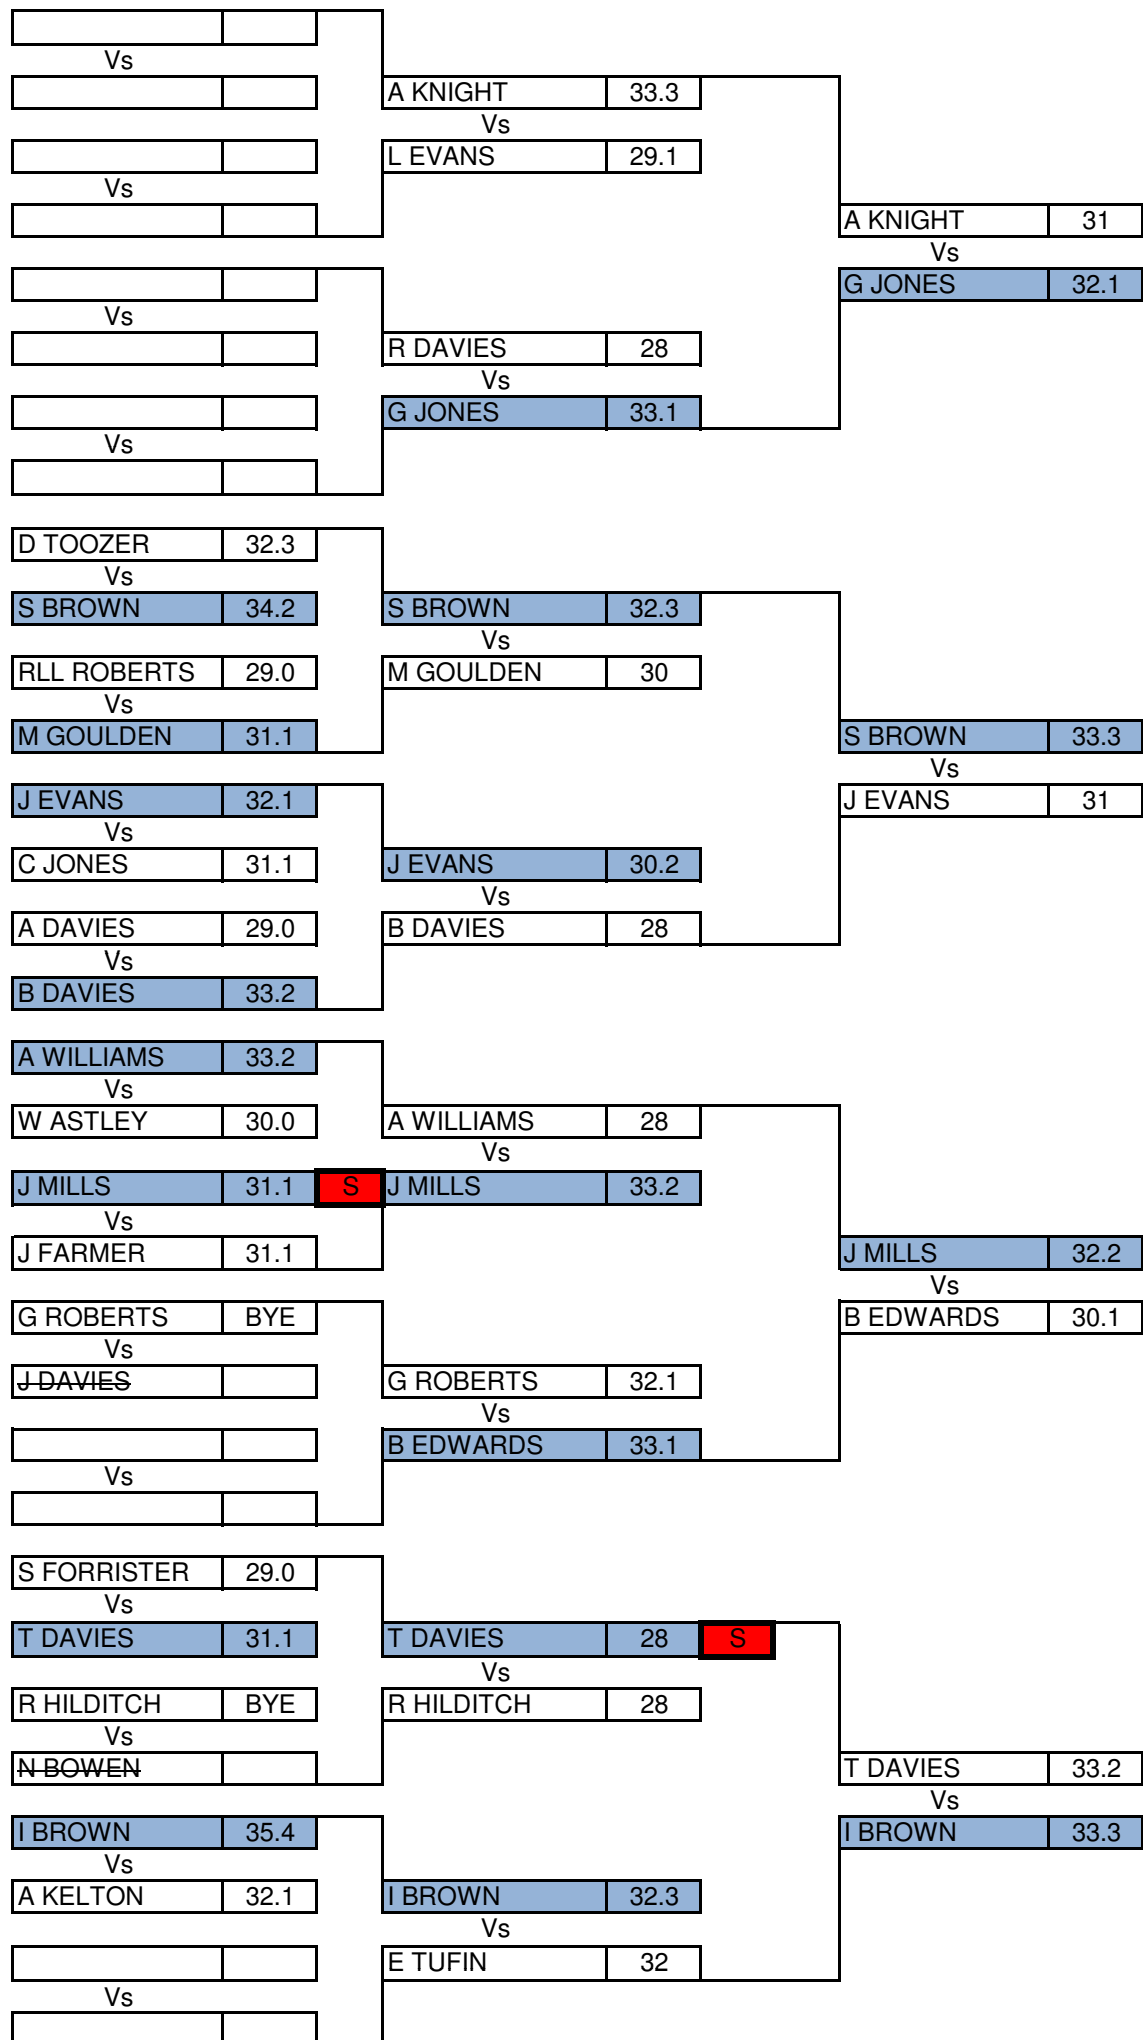 Vs
A KNIGHT 33.3
Vs
L EVANS 29.1
Vs
A KNIGHT 31
Vs
G JONES 32.1
Vs
R DAVIES 28
Vs
G JONES 33.1
Vs
D TOOZER 32.3
Vs
S BROWN 34.2 S BROWN 32.3
Vs
RLL ROBERTS 29.0 M GOULDEN 30
Vs
M GOULDEN 31.1 S BROWN 33.3
Vs
J EVANS 32.1 J EVANS 31
Vs
C JONES 31.1 J EVANS 30.2
Vs
A DAVIES 29.0 B DAVIES 28
Vs
B DAVIES 33.2
A WILLIAMS 33.2
Vs
W ASTLEY 30.0 A WILLIAMS 28
Vs
J MILLS 31.1 S J MILLS 33.2
Vs
J FARMER 31.1 J MILLS 32.2
Vs
G ROBERTS BYE B EDWARDS 30.1
Vs
J DAVIES G ROBERTS 32.1
Vs
B EDWARDS 33.1
Vs
S FORRISTER 29.0
Vs
T DAVIES 31.1 T DAVIES 28 S
Vs
R HILDITCH BYE R HILDITCH 28
Vs
N BOWEN T DAVIES 33.2
Vs
I BROWN 35.4 I BROWN 33.3
Vs
A KELTON 32.1 I BROWN 32.3
Vs
E TUFIN 32
Vs